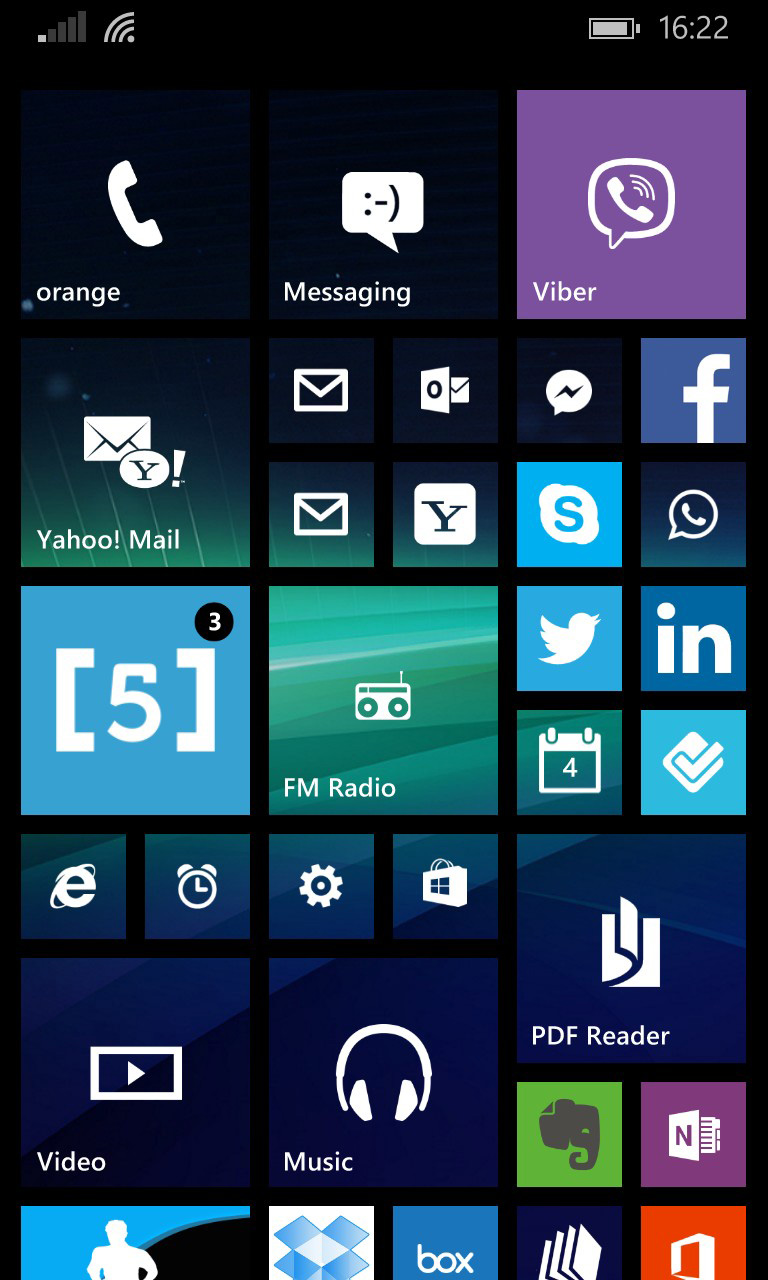 16:22
:-)
orange
Messaging
Viber
Y!
Yahoo! Mail
O
f
Y
S
3
[5]
FM Radio
in
4
e
PDF Reader
Video
Music
N
box